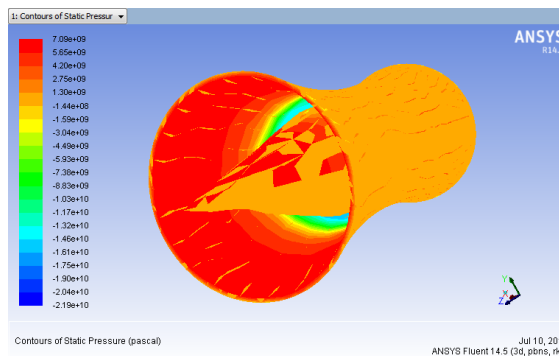 1: Contours of Static Pressur
ANSYS
R14.
7.09e+09
5.65e+09
4.20e+09
2.75e+09
1.30e+09
-1.44e+08
-1.59e+09
-3.04e+09
-4.49e+09
-5.93e+09
-7.38e+09
-8.83e+09
-1.03e+10
-1.17e+10
-1.32e+10
-1.46e+10
-1.61e+10
-1.75e+10
-1.90e+10
-2.04e+10
-2.19e+10
Y
X
Z
Contours of Static Pressure (pascal)
Jul 10, 20
ANSYS Fluent 14.5 (3d, pbns, rk